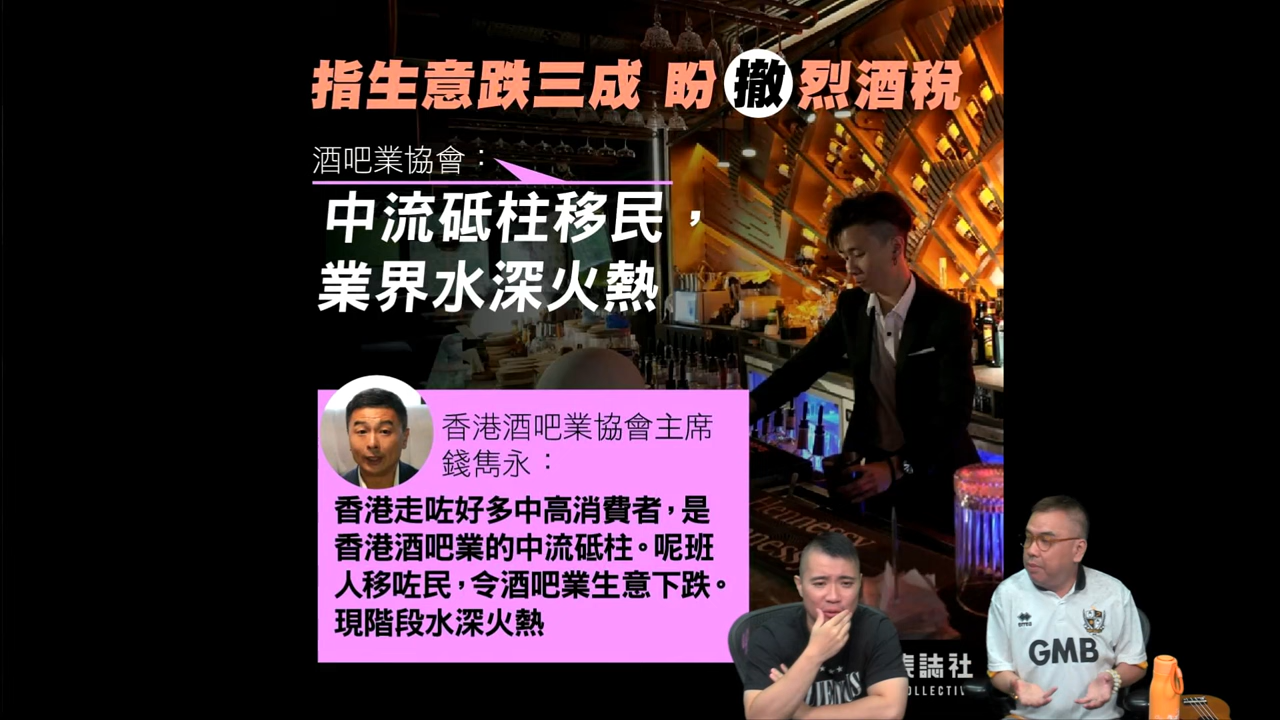 指生意跌三成 盼撤烈酒稅
酒吧業協會：
中流砥柱移民，
業界水深火熱
香港酒吧業協會主席
錢雋永：
香港走咗好多中高消費者，是
香港酒吧業的中流砥柱。呢班
人移咗民，令酒吧業生意下跌。
現階段水深火熱
Hennessy
誌社
GMB